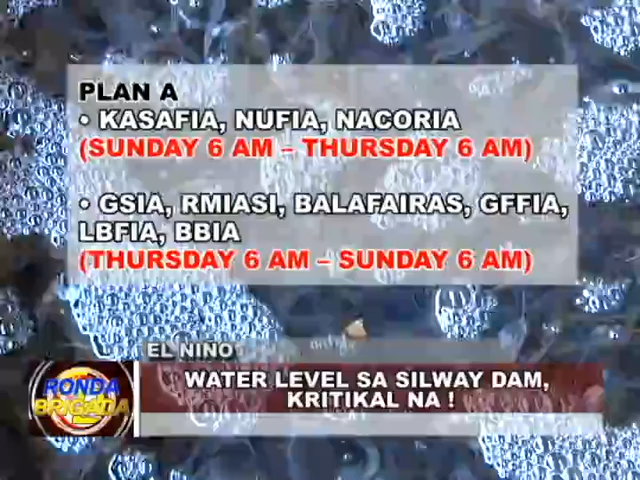 PLAN A
• KASAFIA, NUFIA, NACORIA
(SUNDAY 6 AM – THURSDAY 6 AM)
• GSIA, RMIASI, BALAFAIRAS, GFFIA,
LBFIA, BBIA
(THURSDAY 6 AM – SUNDAY 6 AM)
EL NINO
WATER LEVEL SA SILWAY DAM,
KRITIKAL NA !
RONDA
BRIGADA